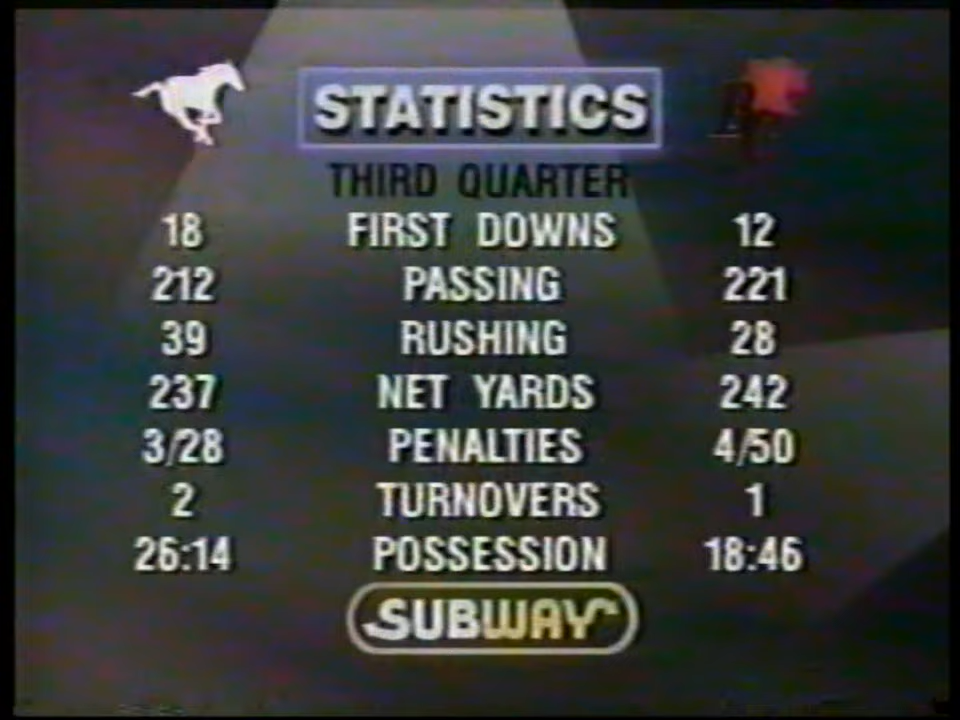 STATISTICS
THIRD QUARTER
18 FIRST DOWNS 12
212 PASSING 221
39 RUSHING 28
237 NET YARDS 242
3/28 PENALTIES 4/50
2 TURNOVERS 1
26:14 POSSESSION 18:46
SUBWAY